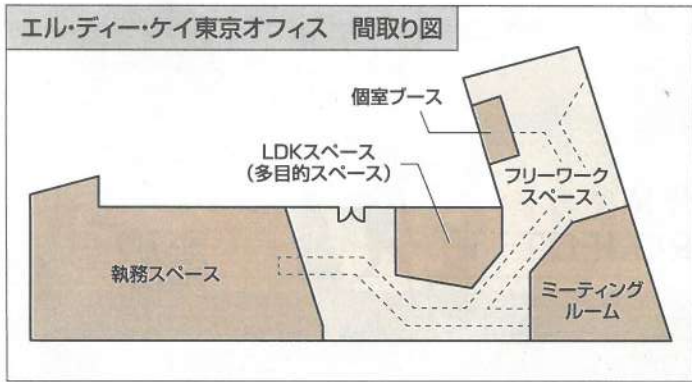 エル・ディー・ケイ東京オフィス　間取り図
個室ブース
LDKスペース
（多目的スペース）
フリーワーク
スペース
執務スペース
ミーティング
ルーム